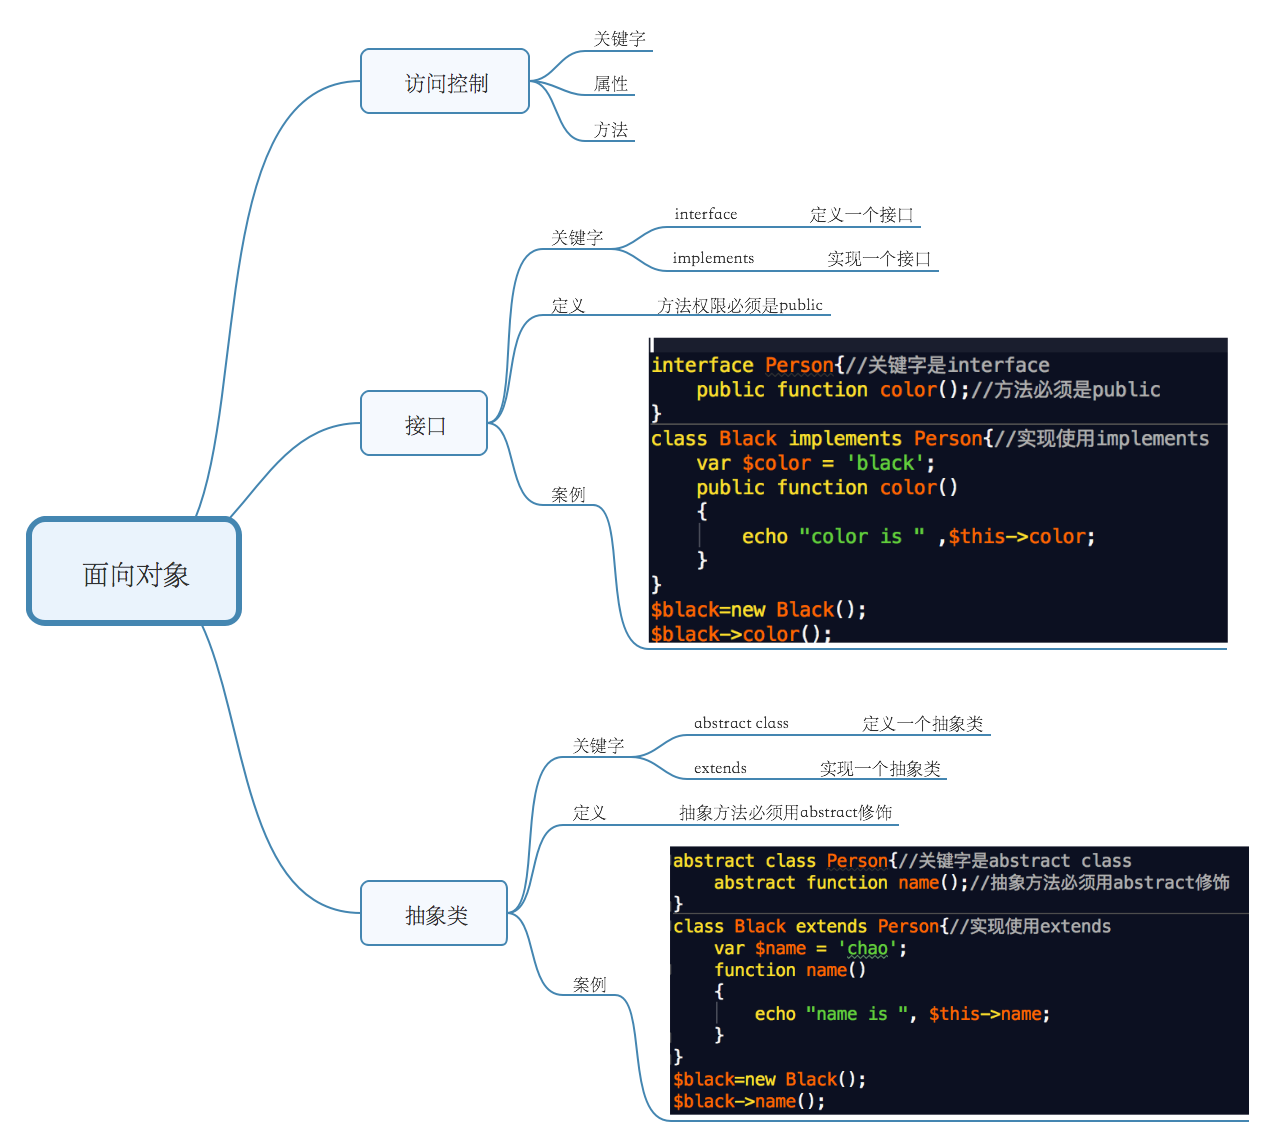 面向对象
访问控制
关键字
属性
方法
接口
关键字
interface 定义一个接口
implements 实现一个接口
定义 方法权限必须是public
案例
interface Person{//关键字是interface
    public function color();//方法必须是public
}
class Black implements Person{//实现使用implements
    var $color = 'black';
    public function color()
    {
        echo "color is " ,$this->color;
    }
}
$black=new Black();
$black->color();
抽象类
关键字
abstract class 定义一个抽象类
extends 实现一个抽象类
定义 抽象方法必须用abstract修饰
案例
abstract class Person{//关键字是abstract class
    abstract function name();//抽象方法必须用abstract修饰
}
class Black extends Person{//实现使用extends
    var $name = 'chao';
    function name()
    {
        echo "name is ", $this->name;
    }
}
$black=new Black();
$black->name();